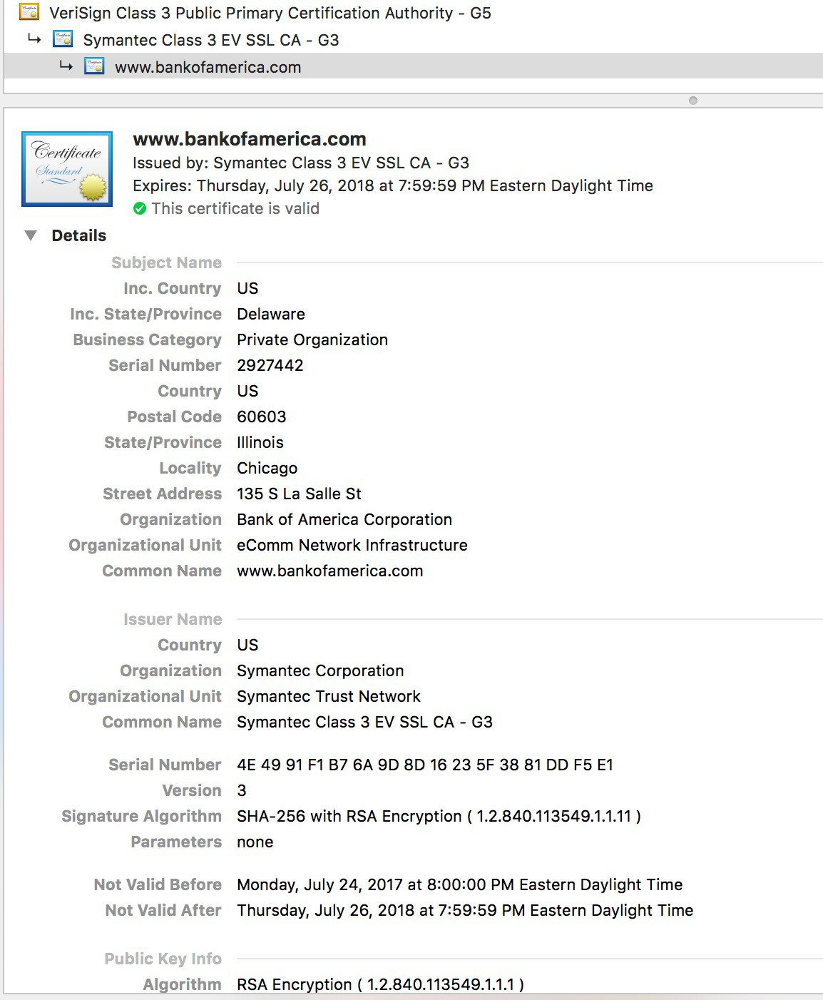 VeriSign Class 3 Public Primary Certification Authority - G5
Symantec Class 3 EV SSL CA - G3
www.bankofamerica.com
Certificate
Standard
www.bankofamerica.com
Issued by: Symantec Class 3 EV SSL CA - G3
Expires: Thursday, July 26, 2018 at 7:59:59 PM Eastern Daylight Time
This certificate is valid
Details
Subject Name
Inc. Country US
Inc. State/Province Delaware
Business Category Private Organization
Serial Number 2927442
Country US
Postal Code 60603
State/Province Illinois
Locality Chicago
Street Address 135 S La Salle St
Organization Bank of America Corporation
Organizational Unit eComm Network Infrastructure
Common Name www.bankofamerica.com
Issuer Name
Country US
Organization Symantec Corporation
Organizational Unit Symantec Trust Network
Common Name Symantec Class 3 EV SSL CA - G3
Serial Number 4E 49 91 F1 B7 6A 9D 8D 16 23 5F 38 81 DD F5 E1
Version 3
Signature Algorithm SHA-256 with RSA Encryption ( 1.2.840.113549.1.1.11 )
Parameters none
Not Valid Before Monday, July 24, 2017 at 8:00:00 PM Eastern Daylight Time
Not Valid After Thursday, July 26, 2018 at 7:59:59 PM Eastern Daylight Time
Public Key Info
Algorithm RSA Encryption ( 1.2.840.113549.1.1.1 )